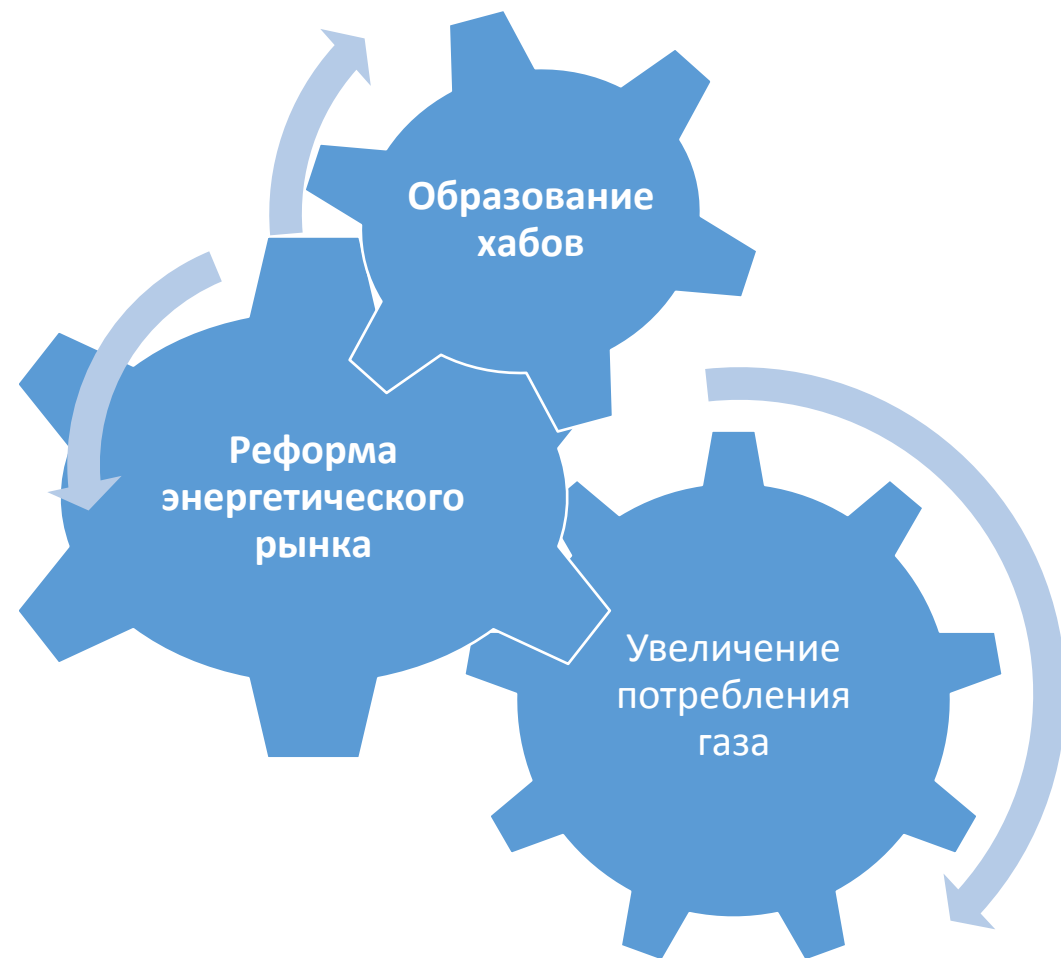 Образование
хабов
Реформа
энергетического
рынка
Увеличение
потребления
газа